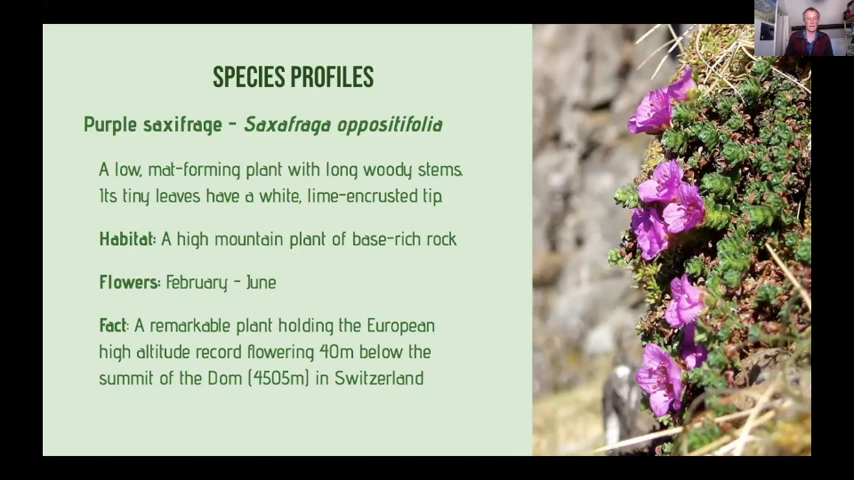 SPECIES PROFILES
Purple saxifrage - Saxafraga oppositifolia
A low, mat-forming plant with long woody stems.
Its tiny leaves have a white, lime-encrusted tip.
Habitat: A high mountain plant of base-rich rock
Flowers: February - June
Fact: A remarkable plant holding the European
high altitude record flowering 40m below the
summit of the Dom (4505m) in Switzerland